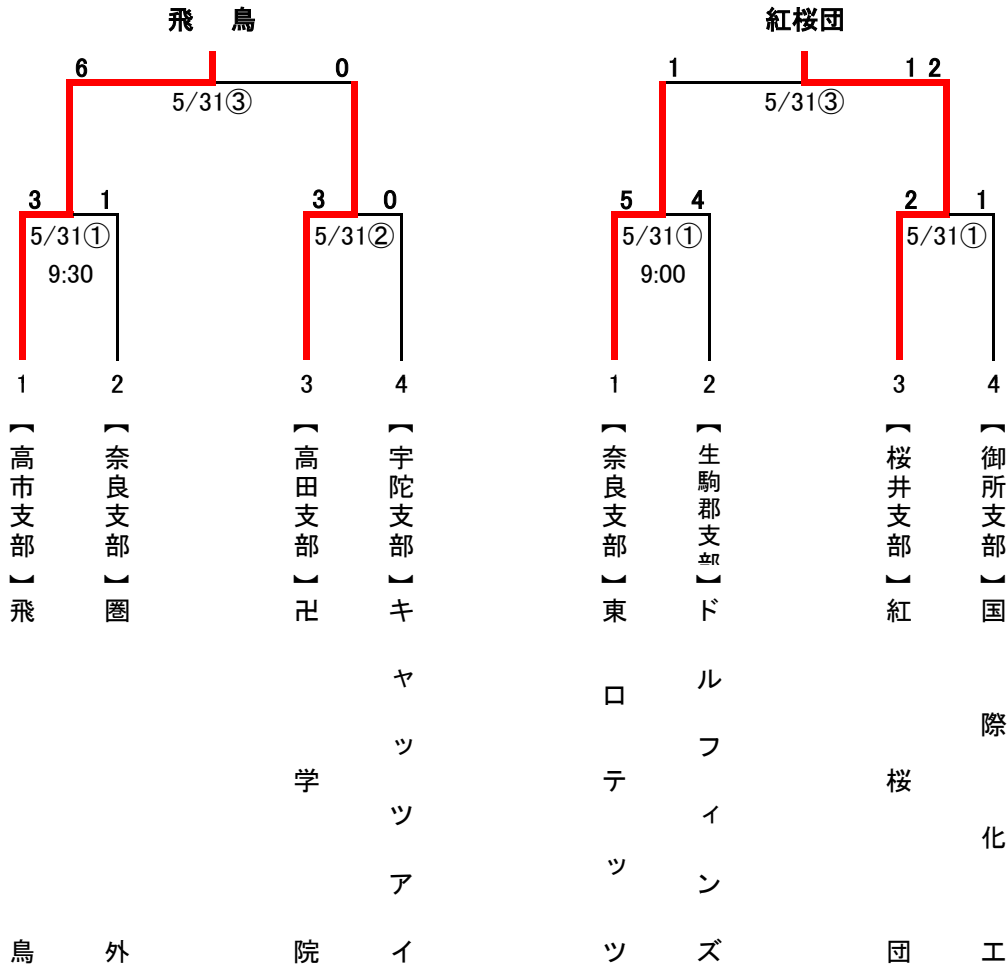 飛 鳥
紅桜団
6 0
1 12
5/31③
5/31③
3 1
3 0
5 4
2 1
5/31①
5/31②
5/31①
5/31①
9:30
9:00
1 2 3 4
1 2 3 4
【高市支部】飛鳥
【奈良支部】圏外
【高田支部】卍学院
【宇陀支部】キャッツアイ
【奈良支部】東ロテッツ
【生駒郡支部】ドルフィンズ
【桜井支部】紅桜団
【御所支部】国際化工